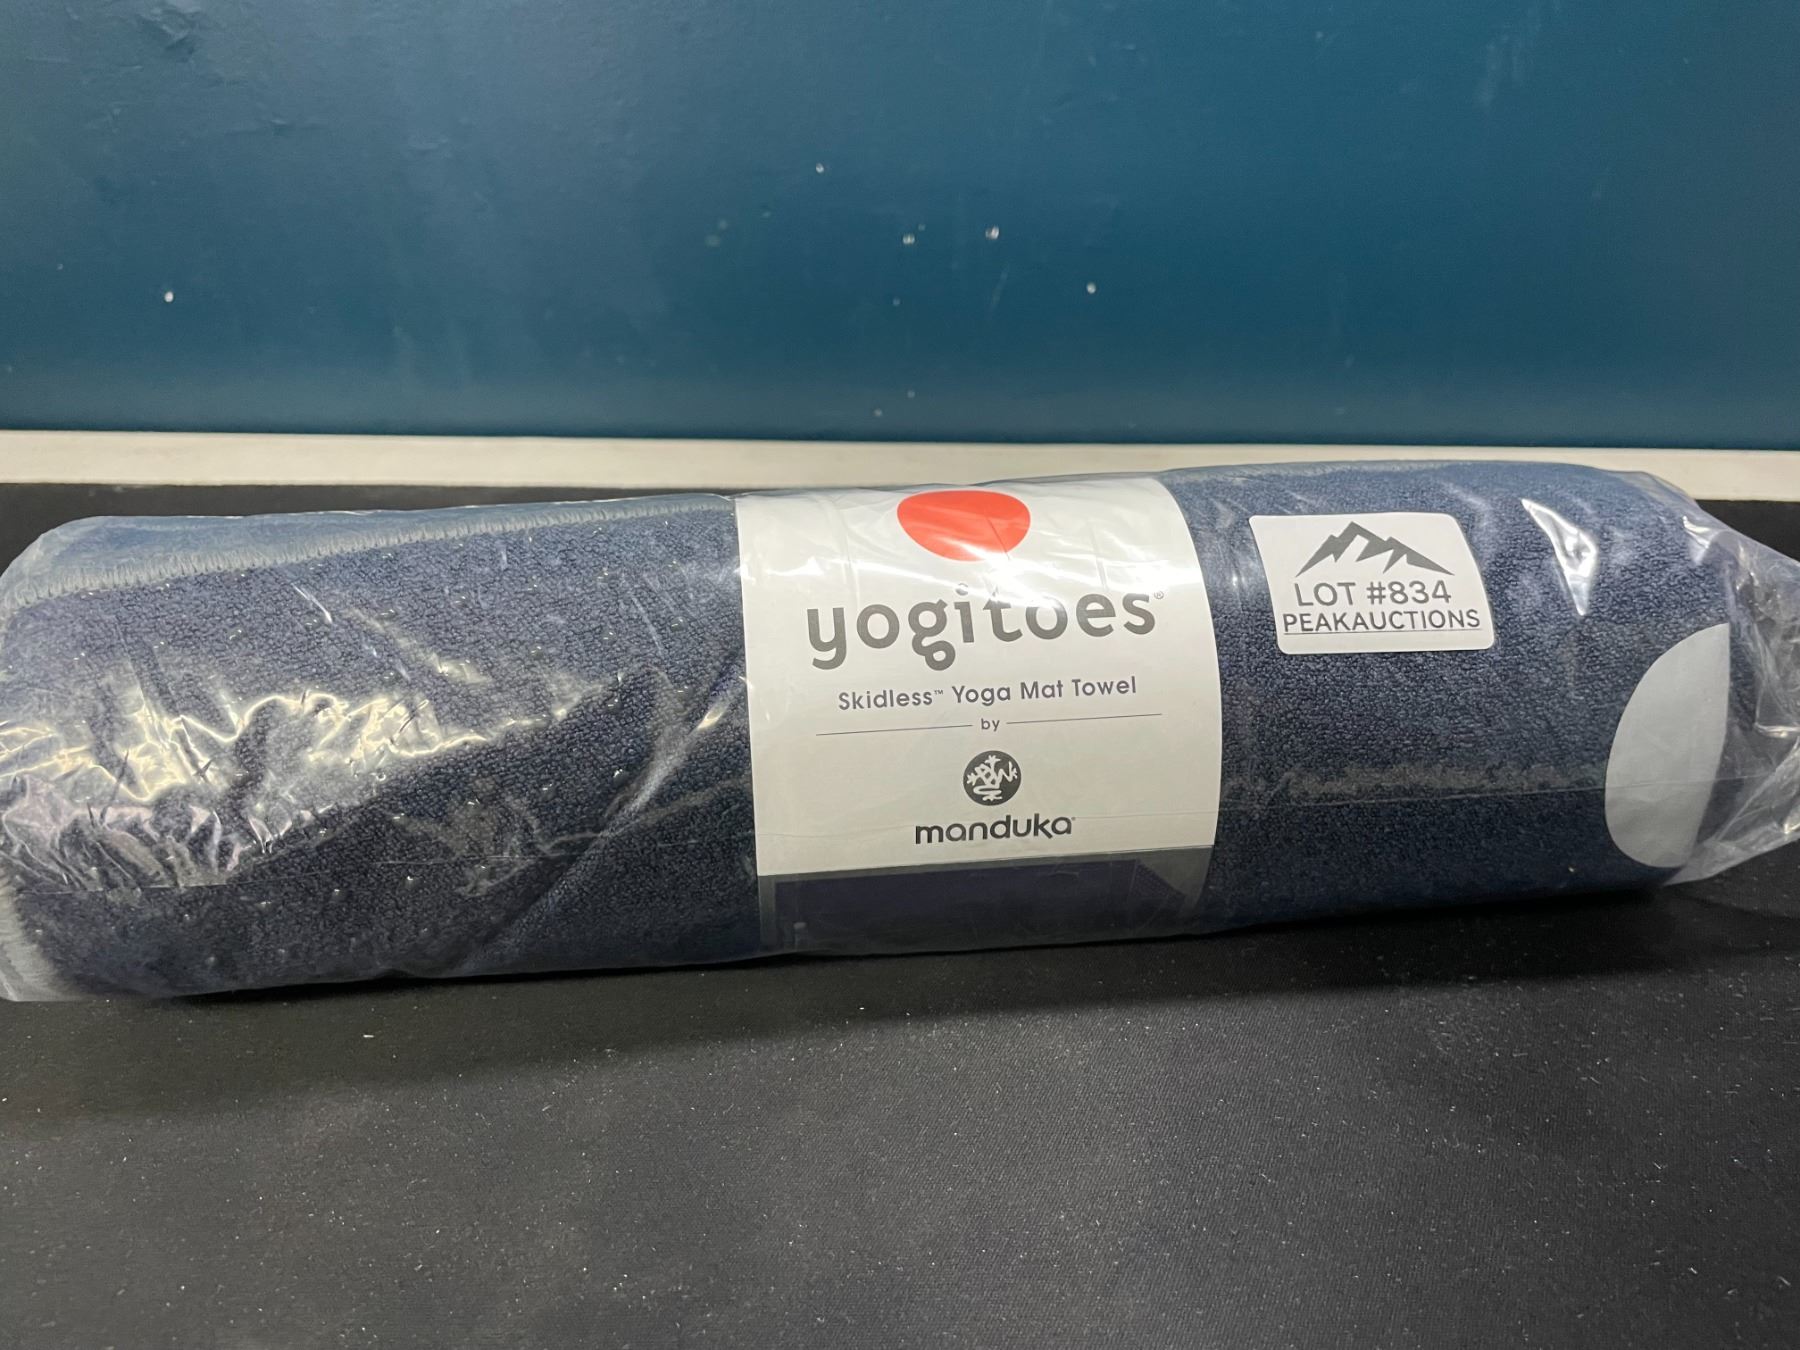 yogitoes®
Skidless™ Yoga Mat Towel
by
manduka
LOT #834
PEAKAUCTIONS